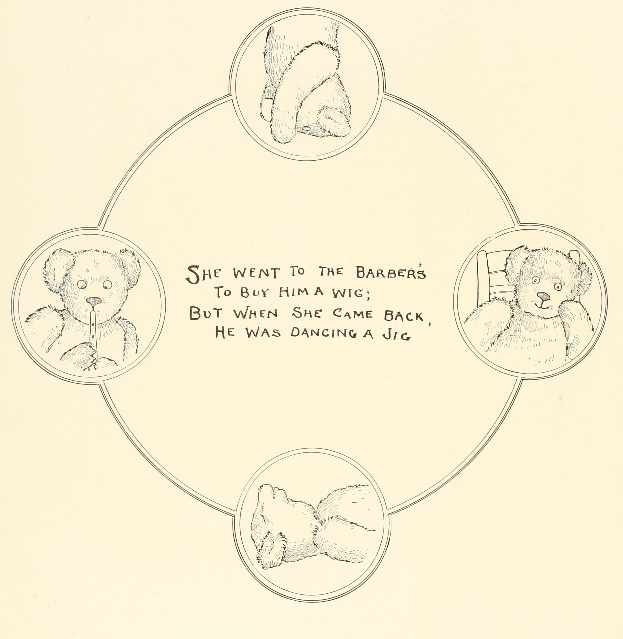 She went to the Barber's
To Buy Him a Wig;
But When She Came Back,
He Was Dancing a Jig